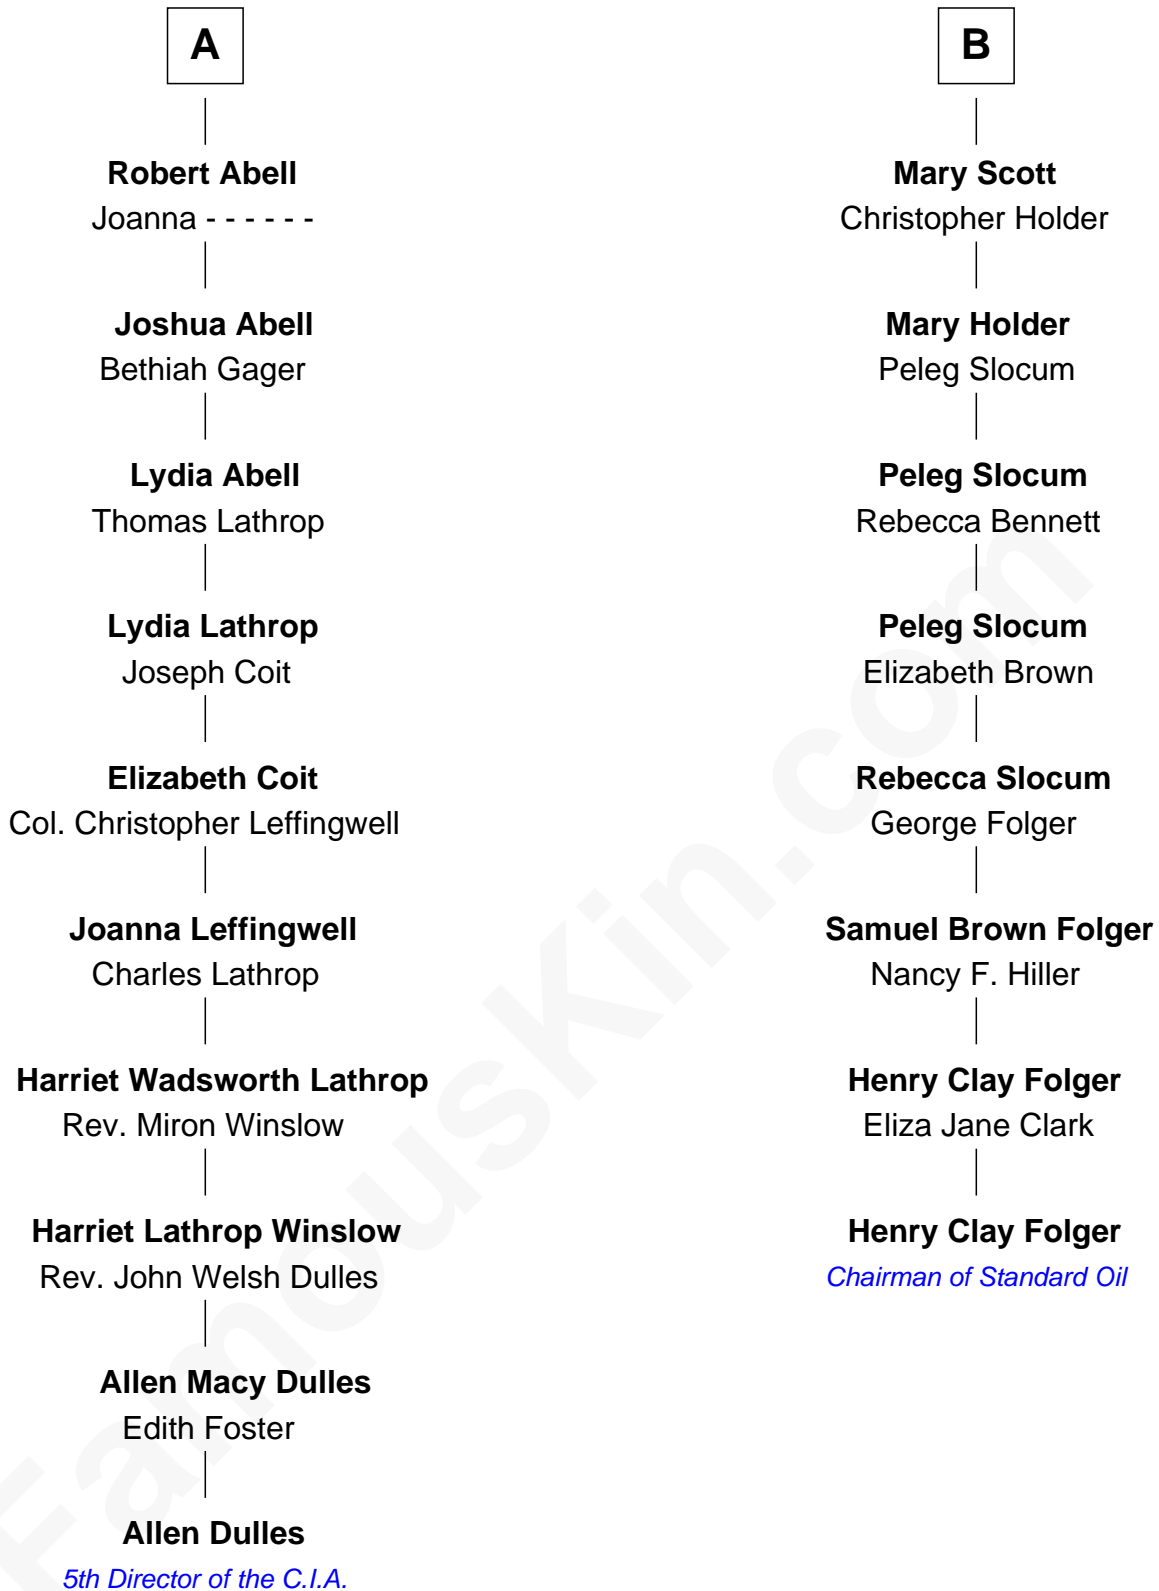 A
Robert Abell
Joanna - - - - - -
Joshua Abell
Bethiah Gager
Lydia Abell
Thomas Lathrop
Lydia Lathrop
Joseph Coit
Elizabeth Coit
Col. Christopher Leffingwell
Joanna Leffingwell
Charles Lathrop
Harriet Wadsworth Lathrop
Rev. Miron Winslow
Harriet Lathrop Winslow
Rev. John Welsh Dulles
Allen Macy Dulles
Edith Foster
Allen Dulles
5th Director of the C.I.A.
B
Mary Scott
Christopher Holder
Mary Holder
Peleg Slocum
Peleg Slocum
Rebecca Bennett
Peleg Slocum
Elizabeth Brown
Rebecca Slocum
George Folger
Samuel Brown Folger
Nancy F. Hiller
Henry Clay Folger
Eliza Jane Clark
Henry Clay Folger
Chairman of Standard Oil
FamousKin.com